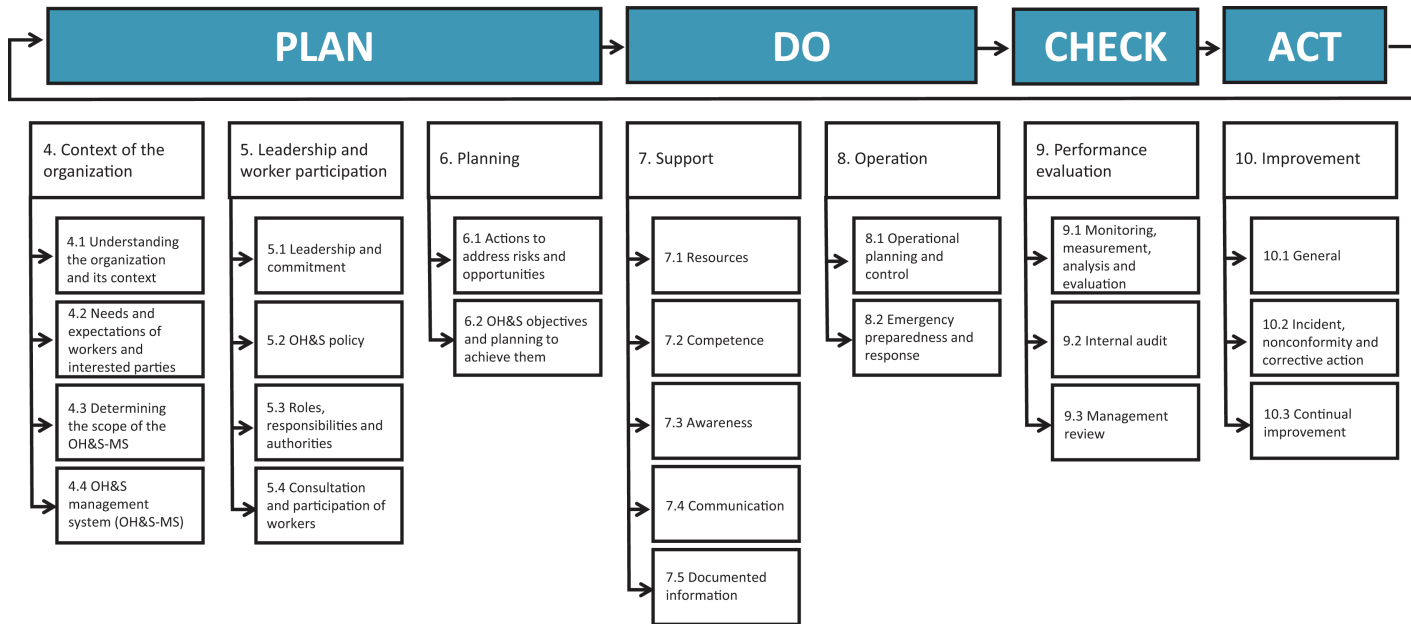 PLAN
DO
CHECK
ACT
4. Context of the
organization
4.1 Understanding
the organization
and its context
4.2 Needs and
expectations of
workers and
interested parties
4.3 Determining
the scope of the
OH&S-MS
4.4 OH&S
management
system (OH&S-MS)
5. Leadership and
worker participation
5.1 Leadership and
commitment
5.2 OH&S policy
5.3 Roles,
responsibilities and
authorities
5.4 Consultation
and participation of
workers
6. Planning
6.1 Actions to
address risks and
opportunities
6.2 OH&S objectives
and planning to
achieve them
7. Support
7.1 Resources
7.2 Competence
7.3 Awareness
7.4 Communication
7.5 Documented
information
8. Operation
8.1 Operational
planning and
control
8.2 Emergency
preparedness and
response
9. Performance
evaluation
9.1 Monitoring,
measurement,
analysis and
evaluation
9.2 Internal audit
9.3 Management
review
10. Improvement
10.1 General
10.2 Incident,
nonconformity and
corrective action
10.3 Continual
improvement